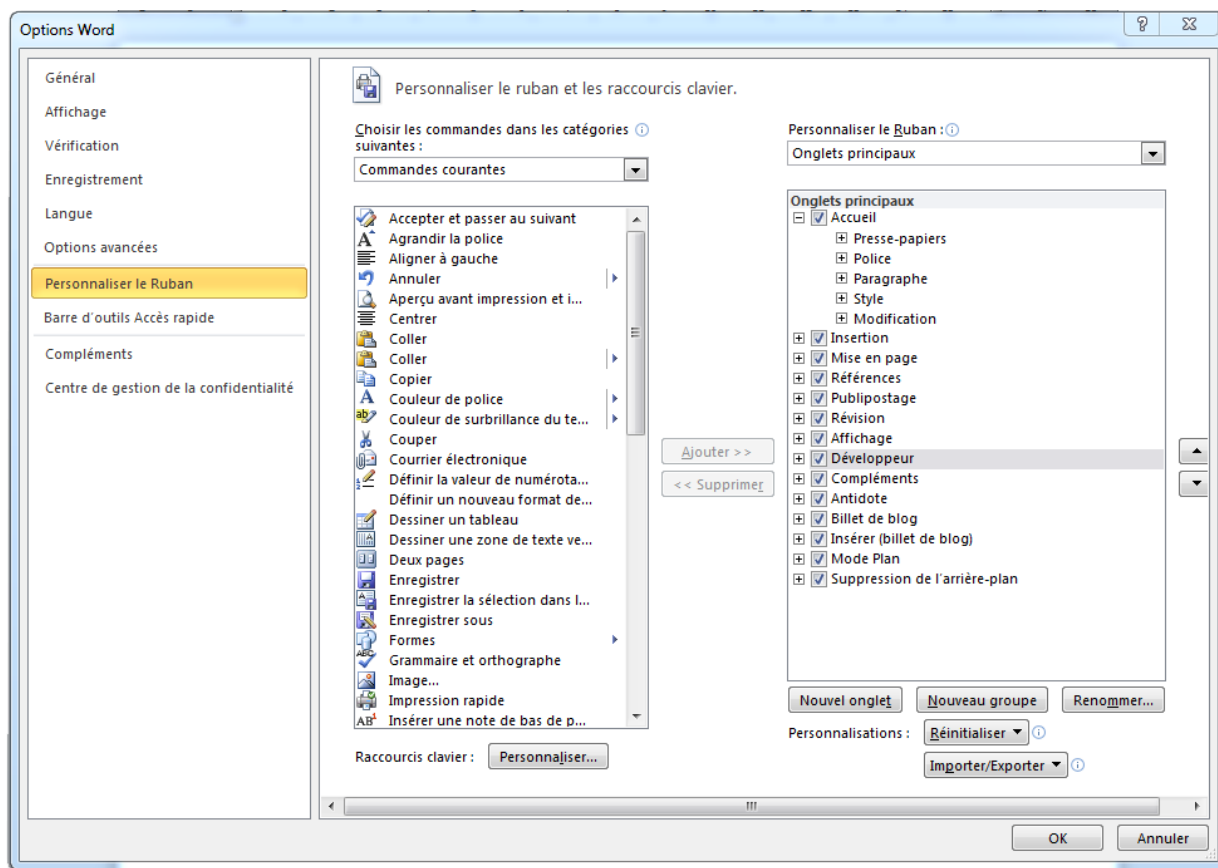 Options Word
Général
Affichage
Vérification
Enregistrement
Langue
Options avancées
Personnaliser le Ruban
Barre d'outils Accès rapide
Compléments
Centre de gestion de la confidentialité
Personnaliser le ruban et les raccourcis clavier.
Choisir les commandes dans les catégories
suivantes :
Commandes courantes
Accepter et passer au suivant
Agrandir la police
Aligner à gauche
Annuler
Aperçu avant impression et i...
Centrer
Coller
Coller
Copier
Couleur de police
Couleur de surbrillance du te...
Couper
Courrier électronique
Définir la valeur de numérota...
Définir un nouveau format de...
Dessiner un tableau
Dessiner une zone de texte ve...
Deux pages
Enregistrer
Enregistrer la sélection dans l...
Enregistrer sous
Formes
Grammaire et orthographe
Image...
Impression rapide
Insérer une note de bas de p...
Raccourcis clavier :
Personnaliser...
Ajouter >>
<< Supprimer
Personnaliser le Ruban :
Onglets principaux
Onglets principaux
Accueil
Presse-papiers
Police
Paragraphe
Style
Modification
Insertion
Mise en page
Références
Publipostage
Révision
Affichage
Développeur
Compléments
Antidote
Billet de blog
Insérer (billet de blog)
Mode Plan
Suppression de l'arrière-plan
Nouvel onglet
Nouveau groupe
Renommer...
Personnalisations :
Réinitialiser
Importer/Exporter
OK
Annuler